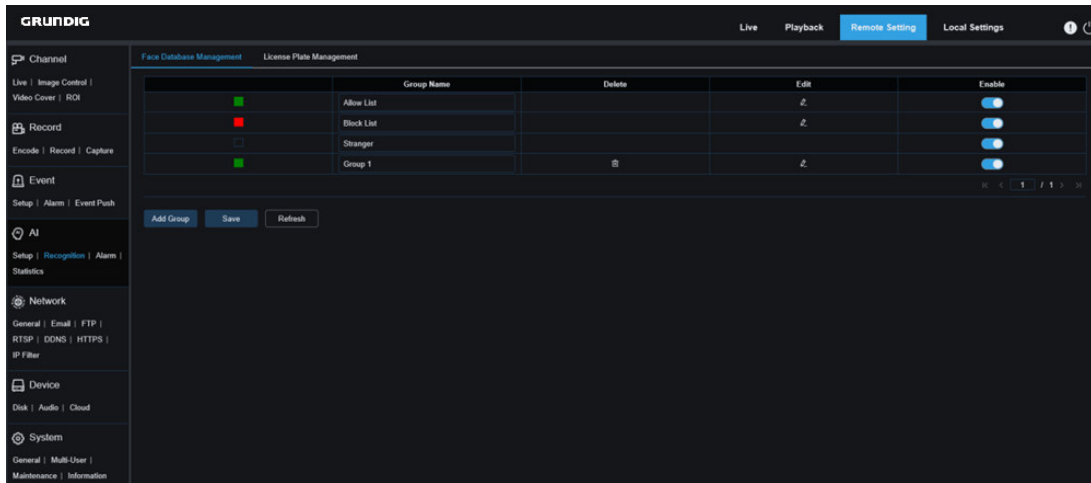 GRUNDIG
Live Playback Remote Setting Local Settings
Channel
Live | Image Control |
Video Cover | ROI
Record
Encode | Record | Capture
Event
Setup | Alarm | Event Push
AI
Setup | Recognition | Alarm |
Statistics
Network
General | Email | FTP |
RTSP | DDNS | HTTPS |
IP Filter
Device
Disk | Audio | Cloud
System
General | Multi-User |
Maintenance | Information
Face Database Management License Plate Management
Group Name Delete Edit Enable
Allow List
Block List
Stranger
Group 1
1 / 1
Add Group Save Refresh